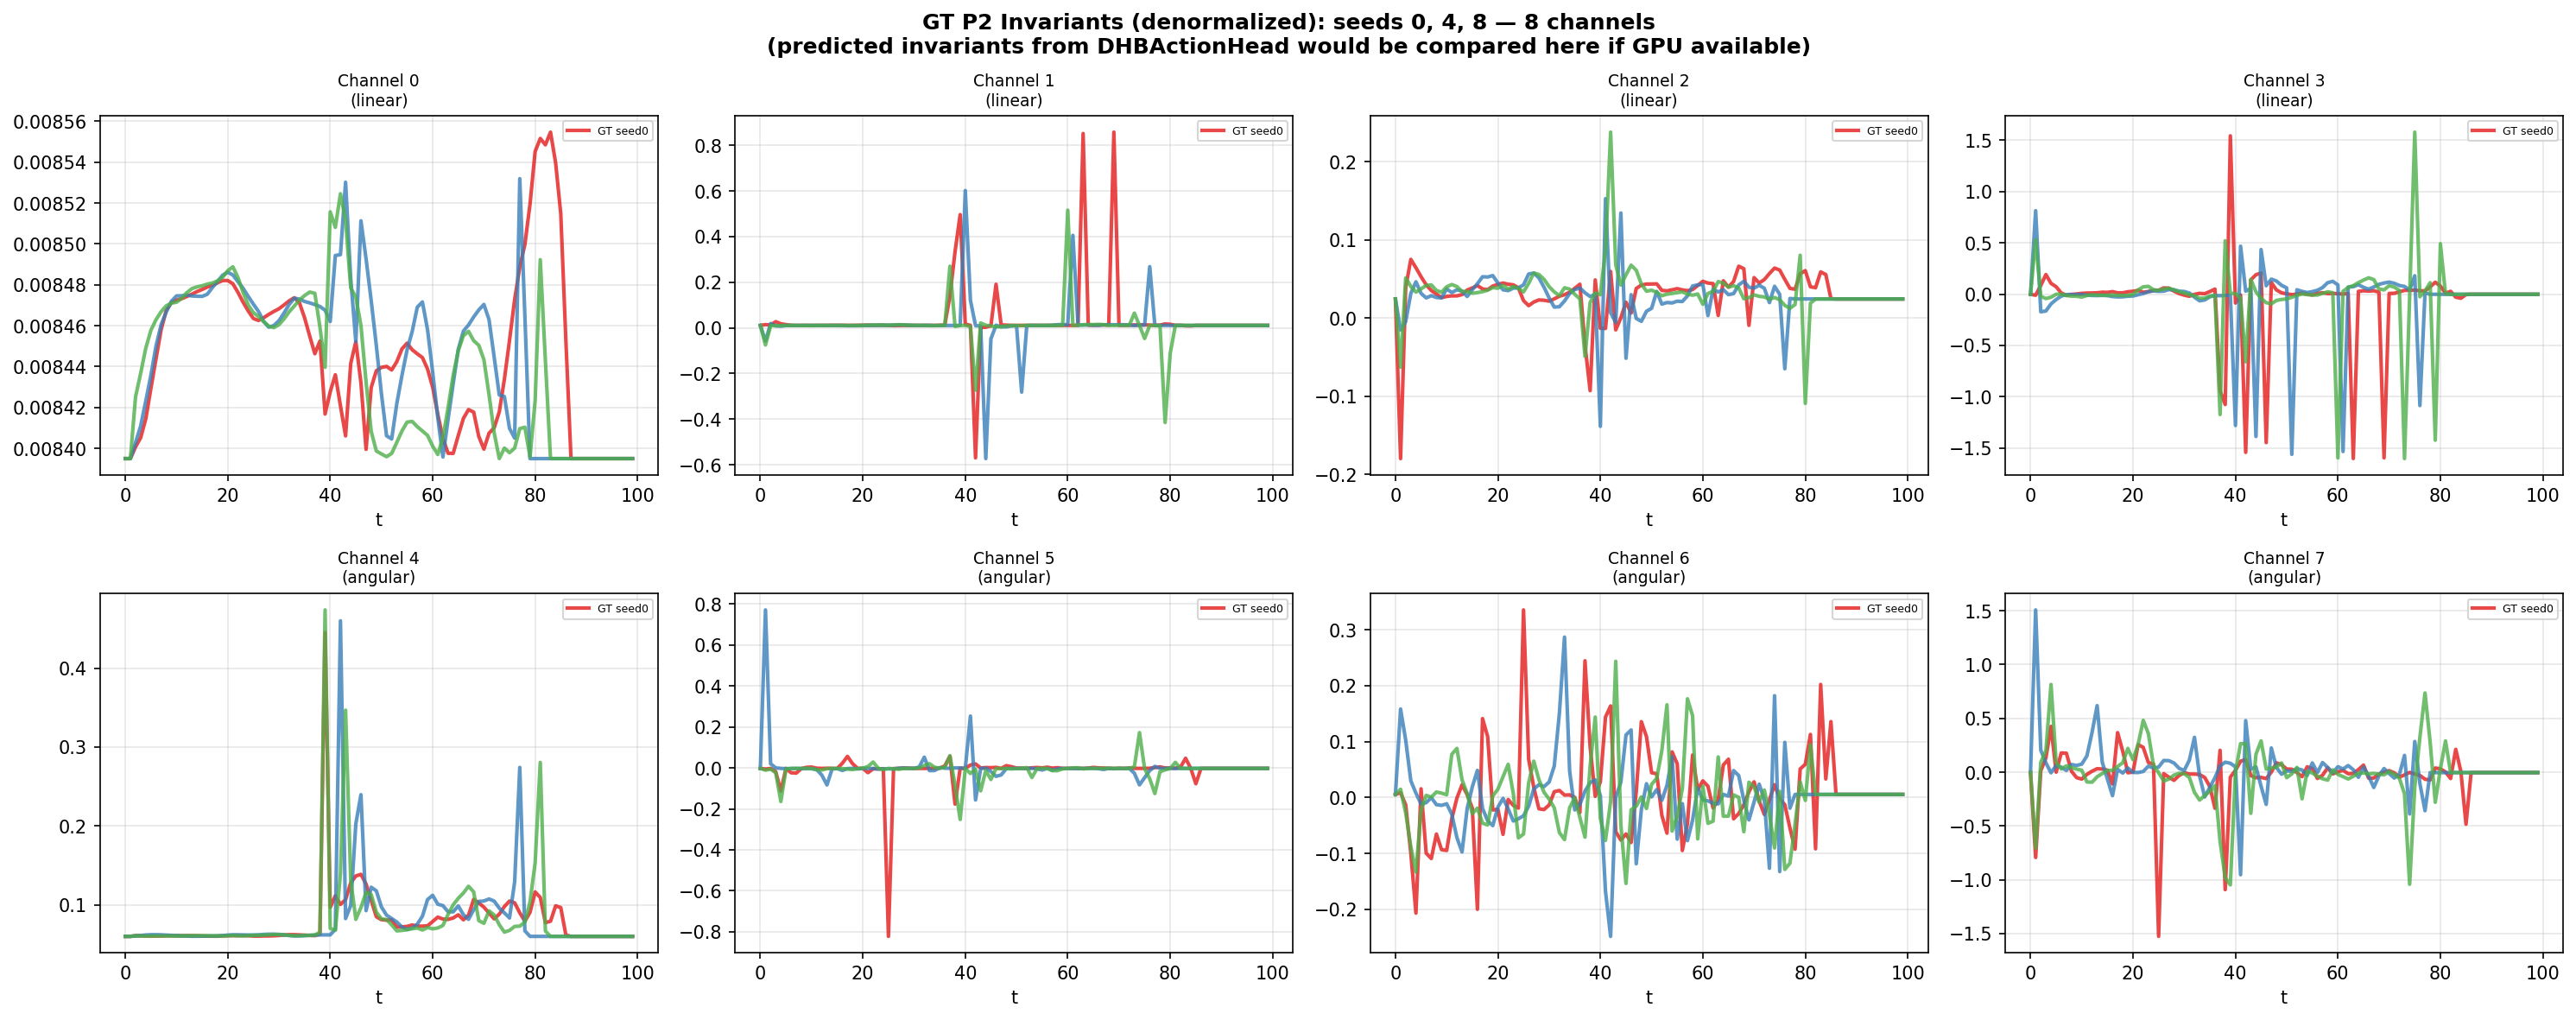 GT P2 Invariants (denormalized): seeds 0, 4, 8 — 8 channels
(predicted invariants from DHBActionHead would be compared here if GPU available)
Channel 0
(linear)
GT seed0
0.00856
0.00854
0.00852
0.00850
0.00848
0.00846
0.00844
0.00842
0.00840
0 20 40 60 80 100
t
Channel 1
(linear)
GT seed0
0.8
0.6
0.4
0.2
0.0
−0.2
−0.4
−0.6
0 20 40 60 80 100
t
Channel 2
(linear)
GT seed0
0.2
0.1
0.0
−0.1
−0.2
0 20 40 60 80 100
t
Channel 3
(linear)
GT seed0
1.5
1.0
0.5
0.0
−0.5
−1.0
−1.5
0 20 40 60 80 100
t
Channel 4
(angular)
GT seed0
0.4
0.3
0.2
0.1
0 20 40 60 80 100
t
Channel 5
(angular)
GT seed0
0.8
0.6
0.4
0.2
0.0
−0.2
−0.4
−0.6
−0.8
0 20 40 60 80 100
t
Channel 6
(angular)
GT seed0
0.3
0.2
0.1
0.0
−0.1
−0.2
0 20 40 60 80 100
t
Channel 7
(angular)
GT seed0
1.5
1.0
0.5
0.0
−0.5
−1.0
−1.5
0 20 40 60 80 100
t